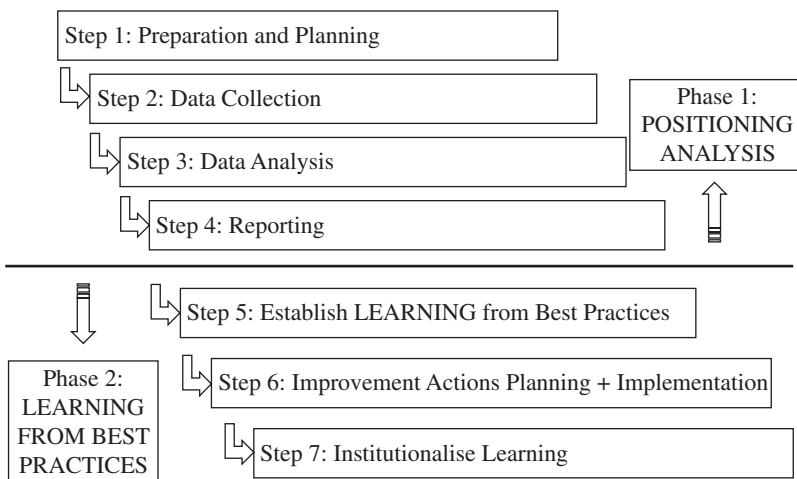 Step 1: Preparation and Planning
Step 2: Data Collection
Phase 1:
POSITIONING
ANALYSIS
Step 3: Data Analysis
Step 4: Reporting
Step 5: Establish LEARNING from Best Practices
Phase 2:
LEARNING
FROM BEST
PRACTICES
Step 6: Improvement Actions Planning + Implementation
Step 7: Institutionalise Learning